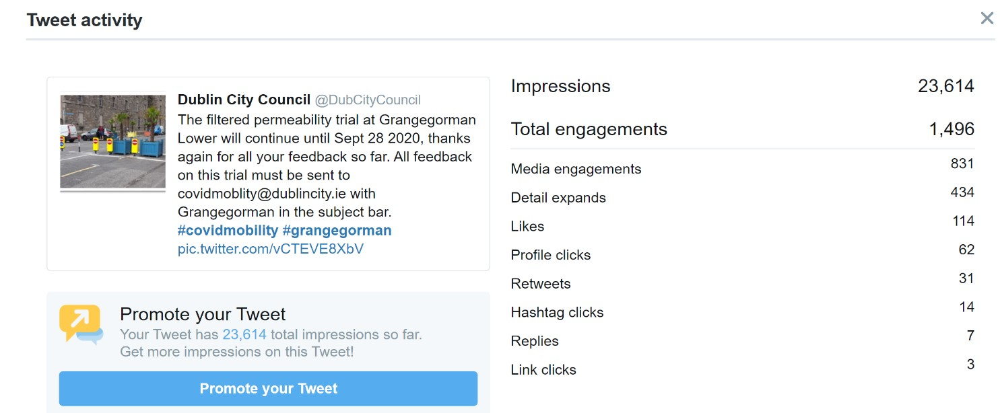 Tweet activity
Dublin City Council @DubCityCouncil
The filtered permeability trial at Grangegorman
Lower will continue until Sept 28 2020, thanks
again for all your feedback so far. All feedback
on this trial must be sent to
covidmoblity@dublincity.ie with
Grangegorman in the subject bar.
#covidmobility #grangegorman
pic.twitter.com/vCTEVE8XbV
Promote your Tweet
Your Tweet has 23,614 total impressions so far.
Get more impressions on this Tweet!
Promote your Tweet
Impressions 23,614
Total engagements 1,496
Media engagements 831
Detail expands 434
Likes 114
Profile clicks 62
Retweets 31
Hashtag clicks 14
Replies 7
Link clicks 3